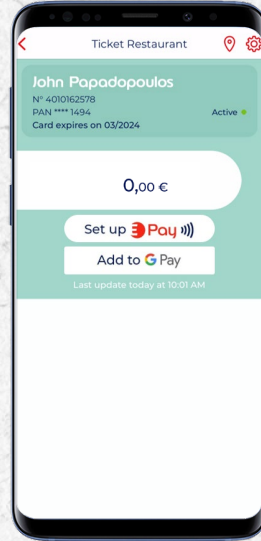 Ticket Restaurant
John Papadopoulos
N° 4010162578
PAN **** 1494
Active
Card expires on 03/2024
0,00 €
Set up Pay
Add to G Pay
Last update today at 10:01 AM